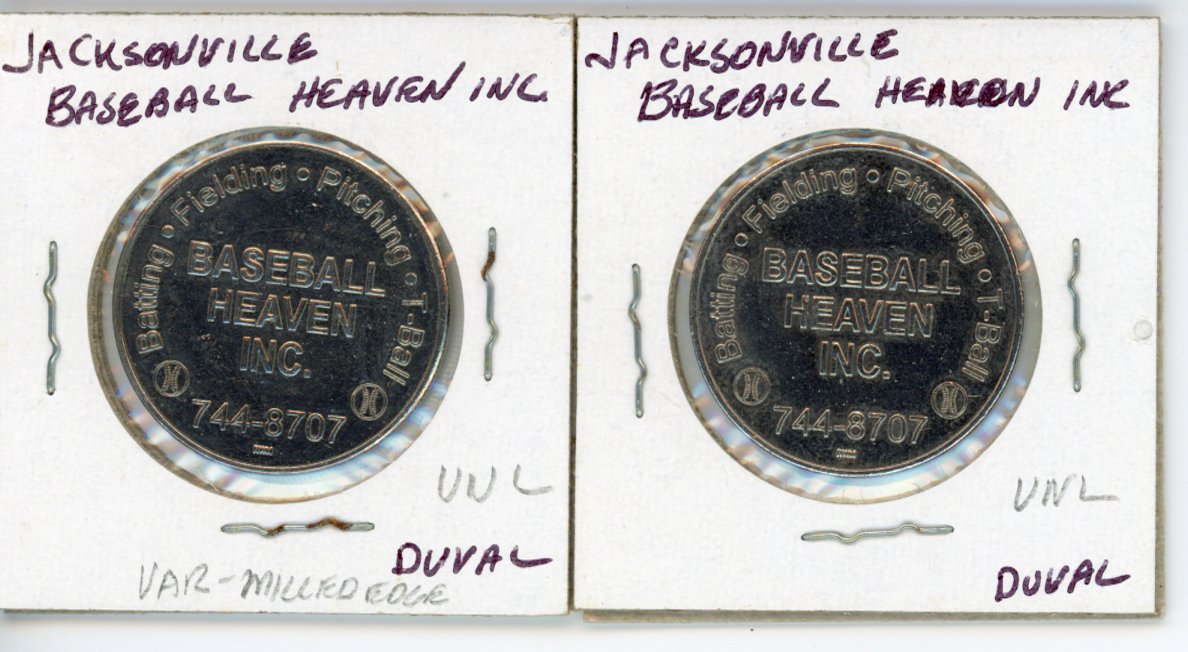 JACKSONVILLE
BASEBALL HEAVEN INC.
Batting • Fielding • Pitching • T-Ball
BASEBALL
HEAVEN
INC.
744-8707
UNL
DUVAL
VAR-MILLED EDGE
JACKSONVILLE
BASEBALL HEAVEN INC
Batting • Fielding • Pitching • T-Ball
BASEBALL
HEAVEN
INC.
744-8707
UNL
DUVAL